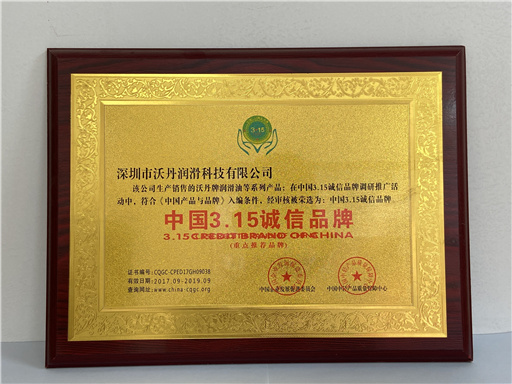 3.15
深圳市沃丹润滑科技有限公司
该公司生产销售的沃丹牌润滑油等系列产品:在中国3.15诚信品牌调研推广活
动中,符合《中国产品与品牌》入编条件,经审核被荣选为:中国3.15诚信品牌
中国3.15诚信品牌
3.15 CREDIT BRAND OF CHINA
(重点推荐品牌)
证书编号:CQGC-CPED17GH09038
有效日期:2017.09-2019.09
查询网址:www.china-cqgc.org